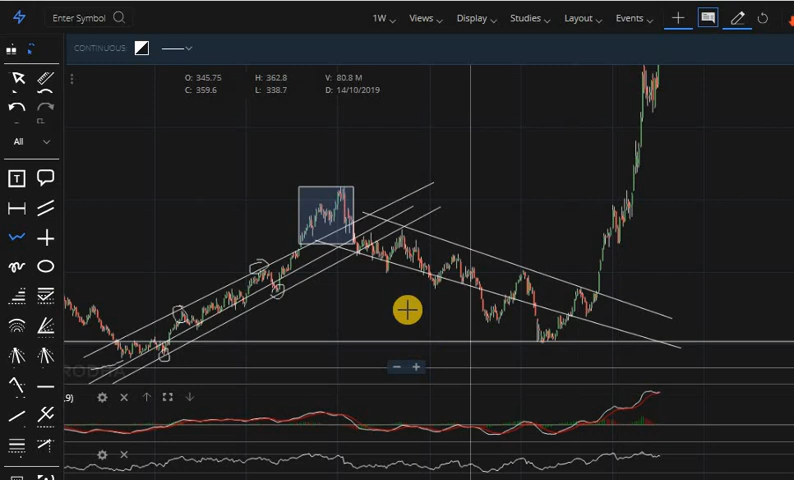 Enter Symbol
1W Views Display Studies Layout Events
CONTINUOUS
O: 345.75 H: 362.8 V: 80.8 M
C: 359.6 L: 338.7 D: 14/10/2019
All
T
,9)